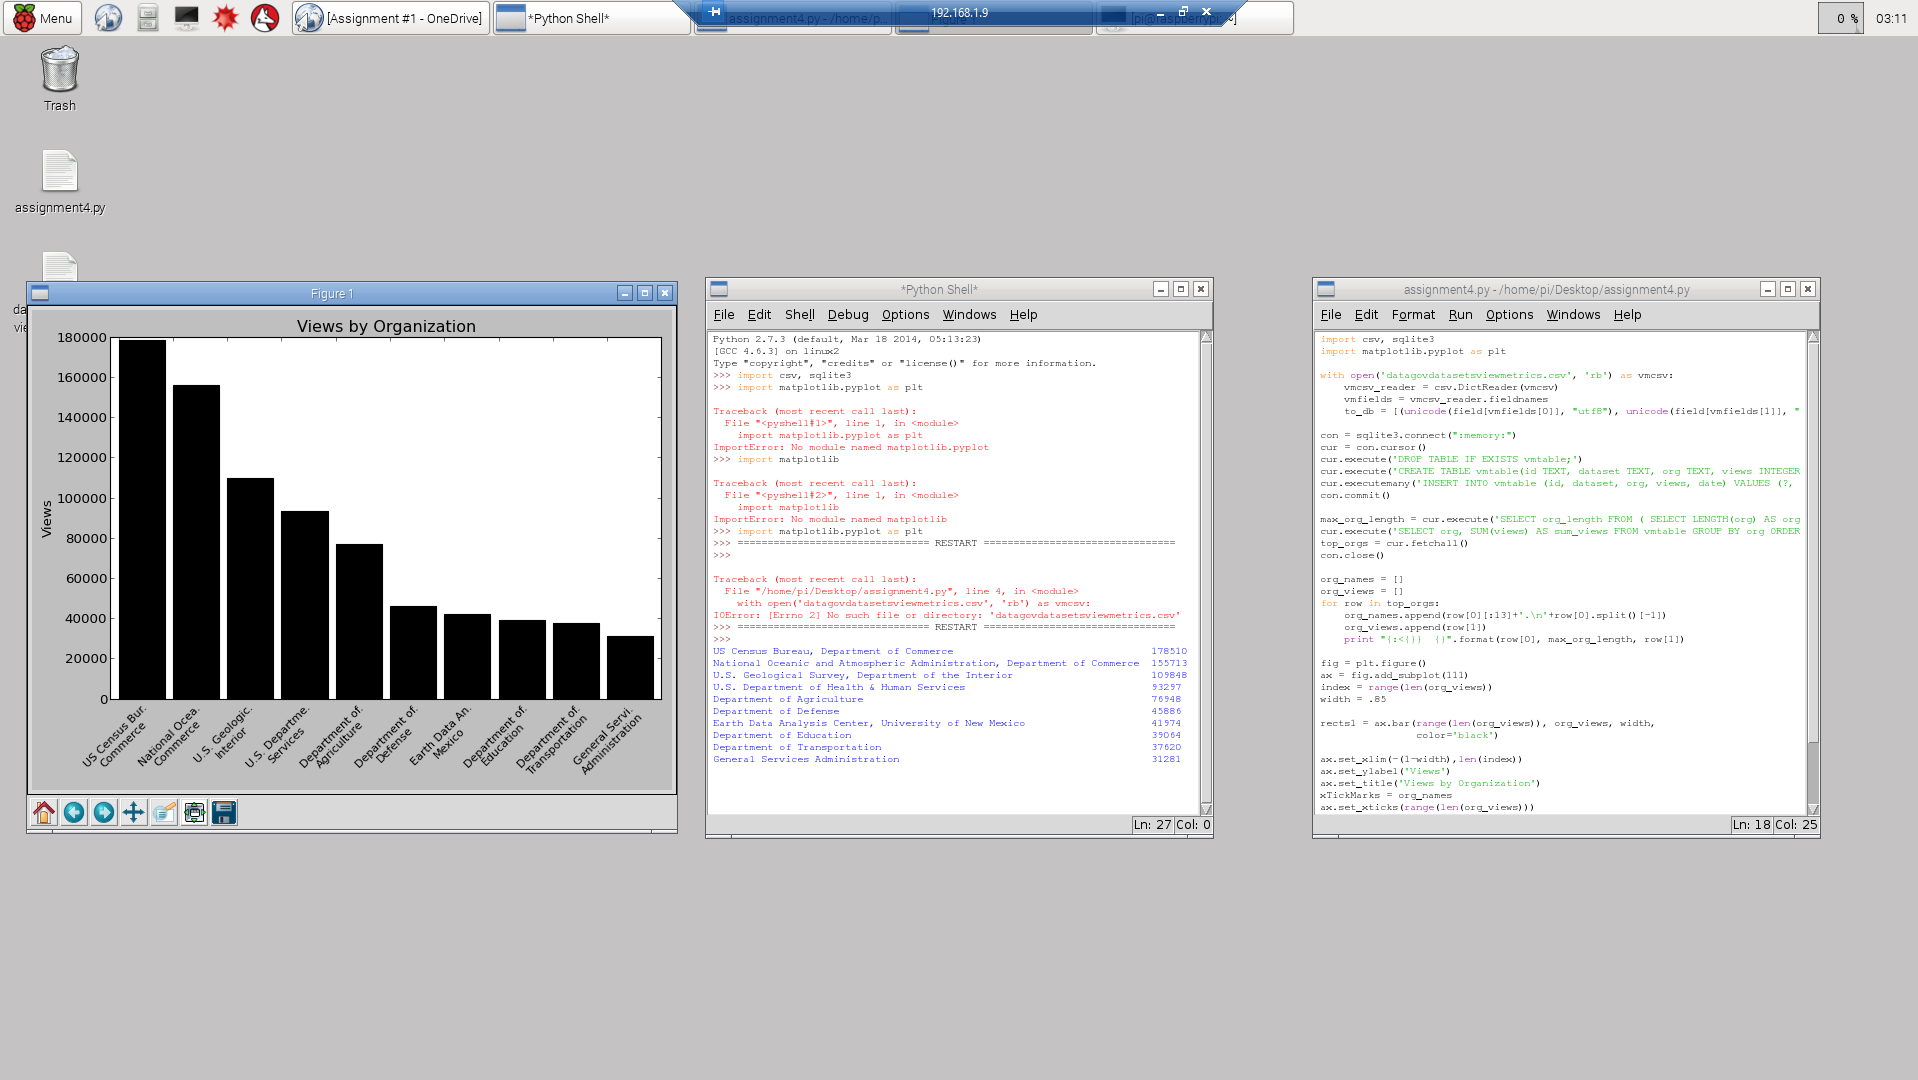 Menu
[Assignment #1 - OneDrive]
*Python Shell*
assignment4.py - /home/p...
192.168.1.9
[pi@raspberrypi: ~]
0 %
03:11
Trash
assignment4.py
da
vie
Figure 1
Views by Organization
180000
160000
140000
120000
100000
80000
60000
40000
20000
0
Views
US Census Bur.
Commerce
National Ocea.
Commerce
U.S. Geologic.
Interior
U.S. Departme.
Services
Department of.
Agriculture
Department of.
Defense
Earth Data An.
Mexico
Department of.
Education
Department of.
Transportation
General Servi.
Administration
*Python Shell*
File Edit Shell Debug Options Windows Help
Python 2.7.3 (default, Mar 18 2014, 05:13:23)
[GCC 4.6.3] on linux2
Type "copyright", "credits" or "license()" for more information.
>>> import csv, sqlite3
>>> import matplotlib.pyplot as plt
Traceback (most recent call last):
File "<pyshell#1>", line 1, in <module>
import matplotlib.pyplot as plt
ImportError: No module named matplotlib.pyplot
>>> import matplotlib
Traceback (most recent call last):
File "<pyshell#2>", line 1, in <module>
import matplotlib
ImportError: No module named matplotlib
>>> import matplotlib.pyplot as plt
>>> ================================ RESTART ================================
>>>
Traceback (most recent call last):
File "/home/pi/Desktop/assignment4.py", line 4, in <module>
with open('datagovdatasetsviewmetrics.csv', 'rb') as vmcsv:
IOError: [Errno 2] No such file or directory: 'datagovdatasetsviewmetrics.csv'
>>> ================================ RESTART ================================
>>>
US Census Bureau, Department of Commerce 178510
National Oceanic and Atmospheric Administration, Department of Commerce 155713
U.S. Geological Survey, Department of the Interior 109848
U.S. Department of Health & Human Services 93297
Department of Agriculture 76948
Department of Defense 45886
Earth Data Analysis Center, University of New Mexico 41974
Department of Education 39064
Department of Transportation 37620
General Services Administration 31281
Ln: 27 Col: 0
assignment4.py - /home/pi/Desktop/assignment4.py
File Edit Format Run Options Windows Help
import csv, sqlite3
import matplotlib.pyplot as plt
with open('datagovdatasetsviewmetrics.csv', 'rb') as vmcsv:
vmcsv_reader = csv.DictReader(vmcsv)
vmfields = vmcsv_reader.fieldnames
to_db = [(unicode(field[vmfields[0]], "utf8"), unicode(field[vmfields[1]], "
con = sqlite3.connect(":memory:")
cur = con.cursor()
cur.execute('DROP TABLE IF EXISTS vmtable;')
cur.execute('CREATE TABLE vmtable(id TEXT, dataset TEXT, org TEXT, views INTEGER
cur.executemany('INSERT INTO vmtable (id, dataset, org, views, date) VALUES (?,
con.commit()
max_org_length = cur.execute('SELECT org_length FROM ( SELECT LENGTH(org) AS org
cur.execute('SELECT org, SUM(views) AS sum_views FROM vmtable GROUP BY org ORDER
top_orgs = cur.fetchall()
con.close()
org_names = []
org_views = []
for row in top_orgs:
org_names.append(row[0][:13]+'.\n'+row[0].split()[-1])
org_views.append(row[1])
print "{:<{}}  {}".format(row[0], max_org_length, row[1])
fig = plt.figure()
ax = fig.add_subplot(111)
index = range(len(org_views))
width = .85
rects1 = ax.bar(range(len(org_views)), org_views, width,
color='black')
ax.set_xlim(-(1-width),len(index))
ax.set_ylabel('Views')
ax.set_title('Views by Organization')
xTickMarks = org_names
ax.set_xticks(range(len(org_views)))
Ln: 18 Col: 25